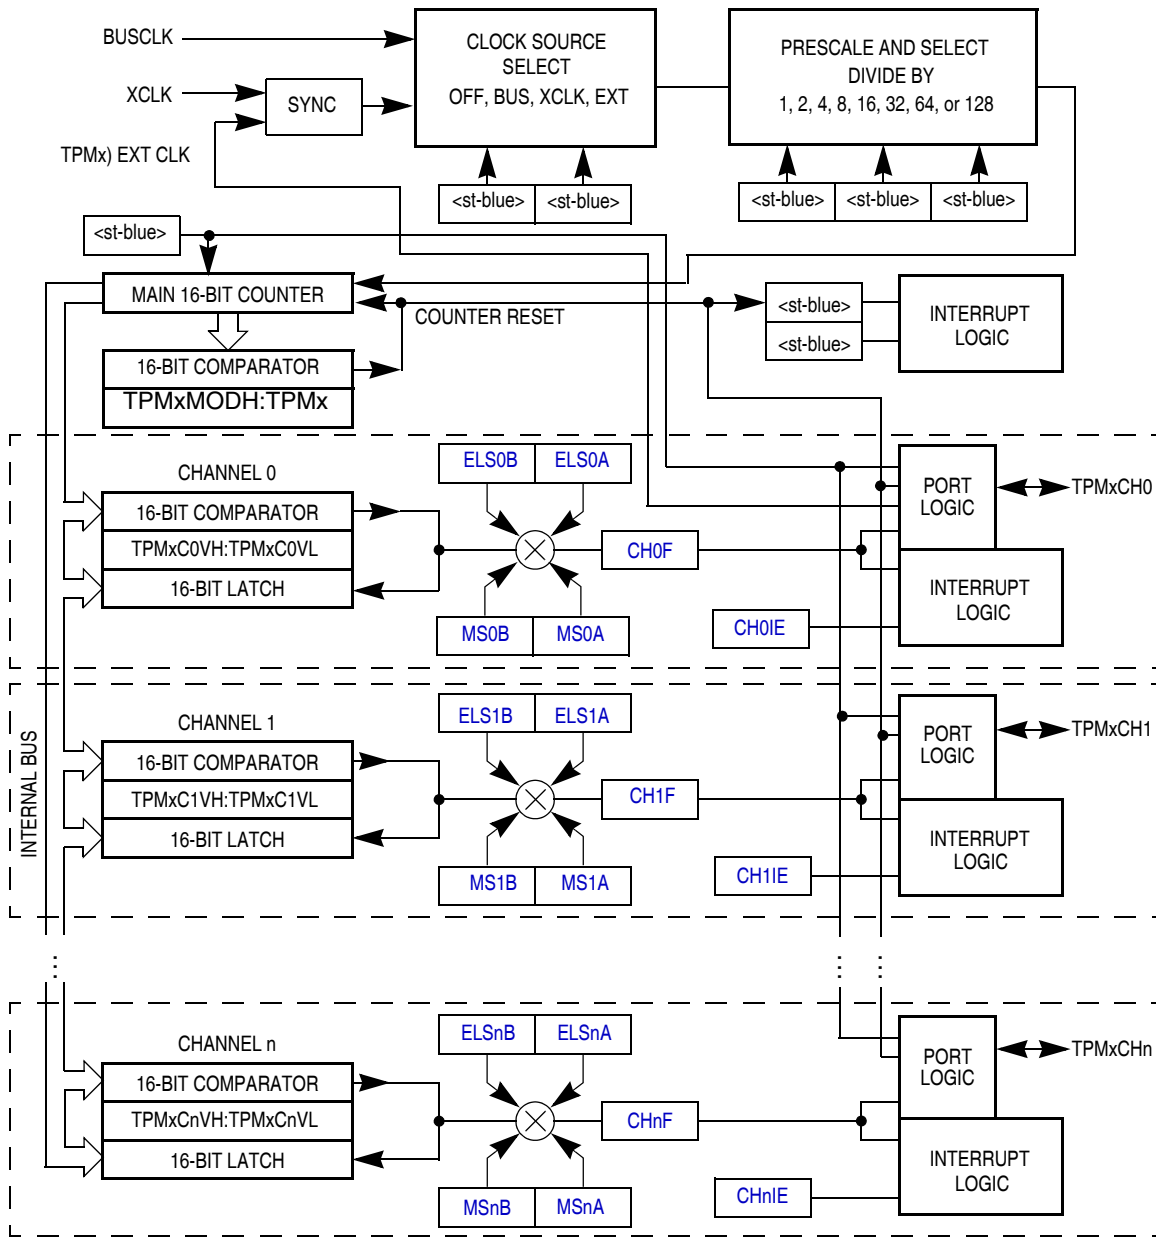 BUSCLK
XCLK
TPMx) EXT CLK
SYNC
CLOCK SOURCE
SELECT
OFF, BUS, XCLK, EXT
PRESCALE AND SELECT
DIVIDE BY
1, 2, 4, 8, 16, 32, 64, or 128
<st-blue> <st-blue>
<st-blue> <st-blue> <st-blue>
<st-blue>
MAIN 16-BIT COUNTER
COUNTER RESET
16-BIT COMPARATOR
TPMxMODH:TPMx
<st-blue>
<st-blue>
INTERRUPT
LOGIC
INTERNAL BUS
CHANNEL 0
16-BIT COMPARATOR
TPMxC0VH:TPMxC0VL
16-BIT LATCH
ELS0B ELS0A
MS0B MS0A
CH0F
CH0IE
PORT
LOGIC
TPMxCH0
INTERRUPT
LOGIC
CHANNEL 1
16-BIT COMPARATOR
TPMxC1VH:TPMxC1VL
16-BIT LATCH
ELS1B ELS1A
MS1B MS1A
CH1F
CH1IE
PORT
LOGIC
TPMxCH1
INTERRUPT
LOGIC
...
... ...
CHANNEL n
16-BIT COMPARATOR
TPMxCnVH:TPMxCnVL
16-BIT LATCH
ELSnB ELSnA
MSnB MSnA
CHnF
CHnIE
PORT
LOGIC
TPMxCHn
INTERRUPT
LOGIC